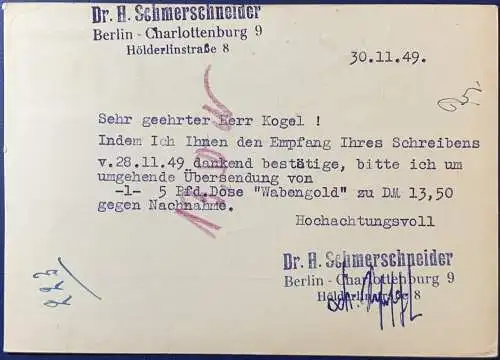 Dr. H. Schmerschneider
Berlin - Charlottenburg 9
Hölderlinstraße 8
30.11.49.
Sehr geehrter Herr Kogel !
Indem Ich Ihnen den Empfang Ihres Schreibens
v.28.11.49 dankend bestätige, bitte ich um
umgehende Übersendung von
-1- 5 Pfd.Dose "Wabengold" zu DM 13,50
gegen Nachnahme.
Hochachtungsvoll
Dr. H. Schmerschneider
Berlin - Charlottenburg 9
Hölderlinstraße 8